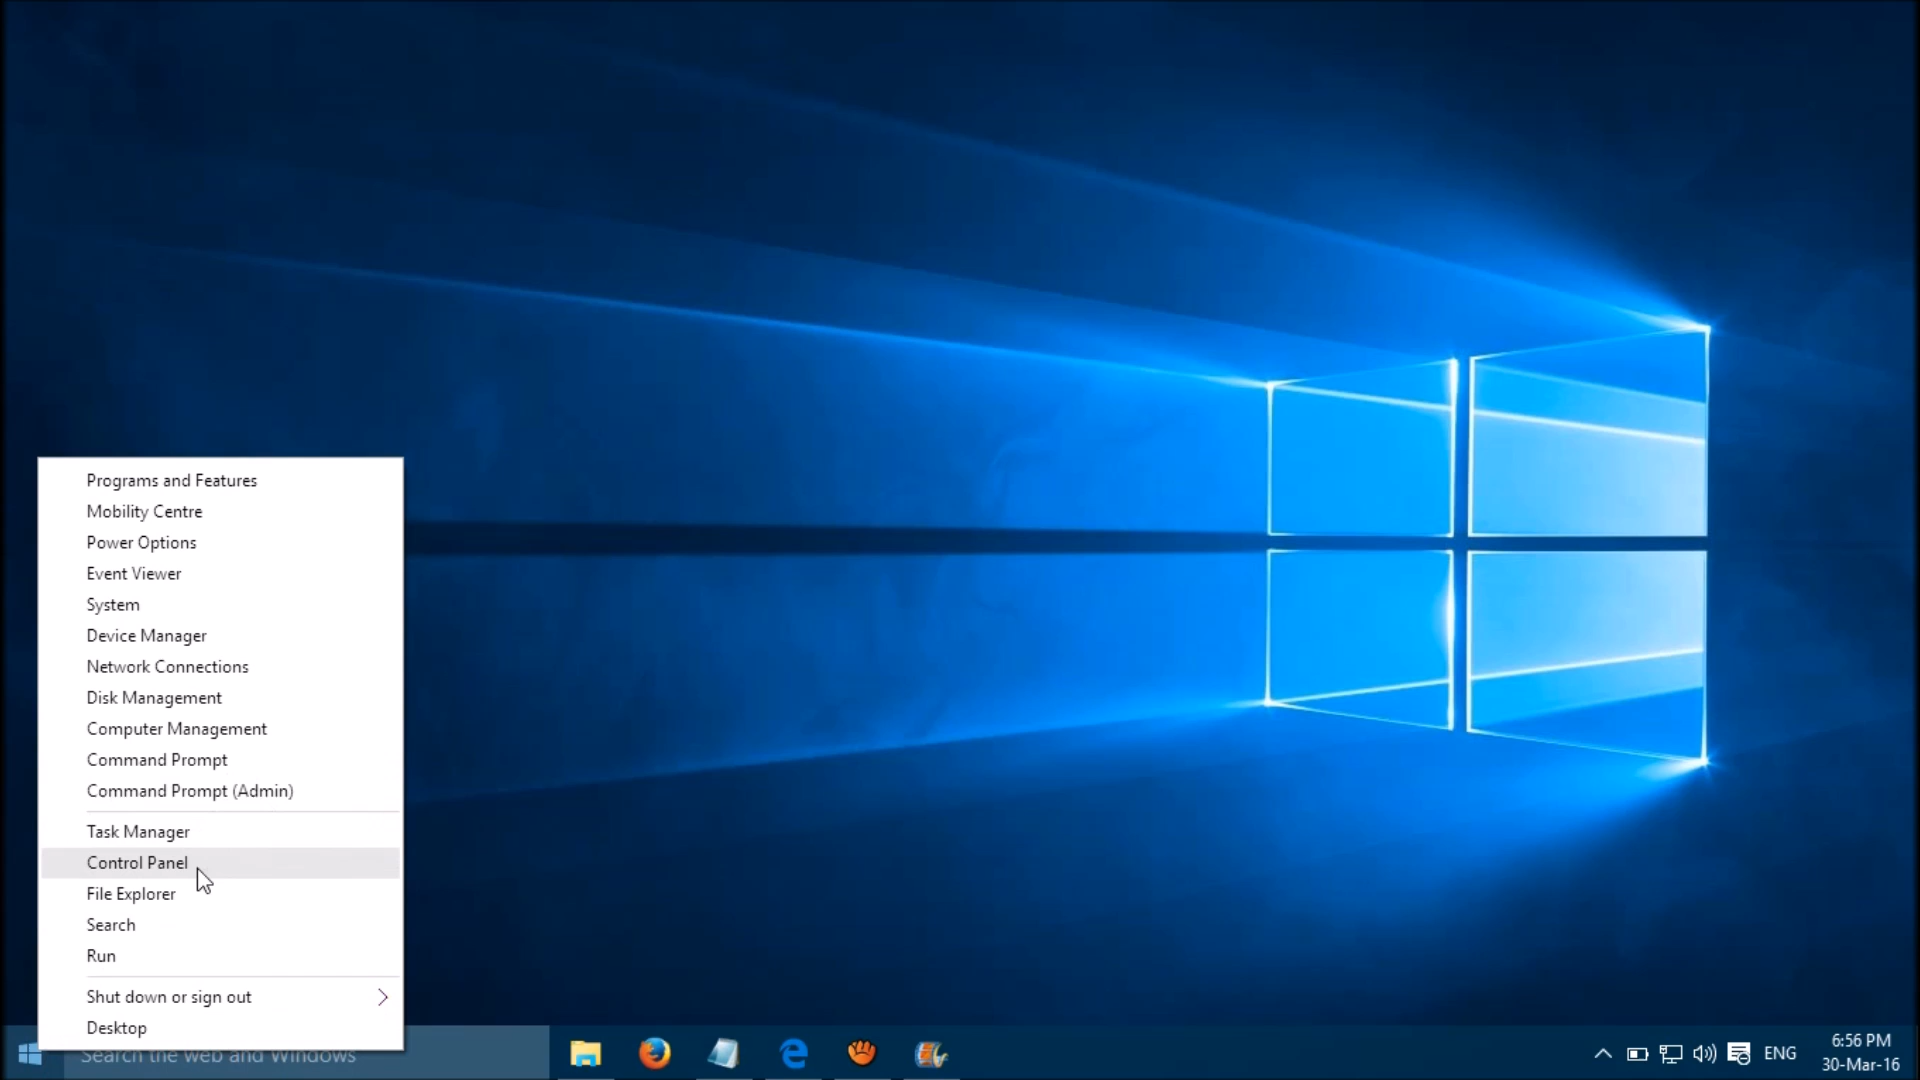 Programs and Features
Mobility Centre
Power Options
Event Viewer
System
Device Manager
Network Connections
Disk Management
Computer Management
Command Prompt
Command Prompt (Admin)
Task Manager
Control Panel
File Explorer
Search
Run
Shut down or sign out
Desktop
Search the web and Windows
ENG
6:56 PM
30-Mar-16